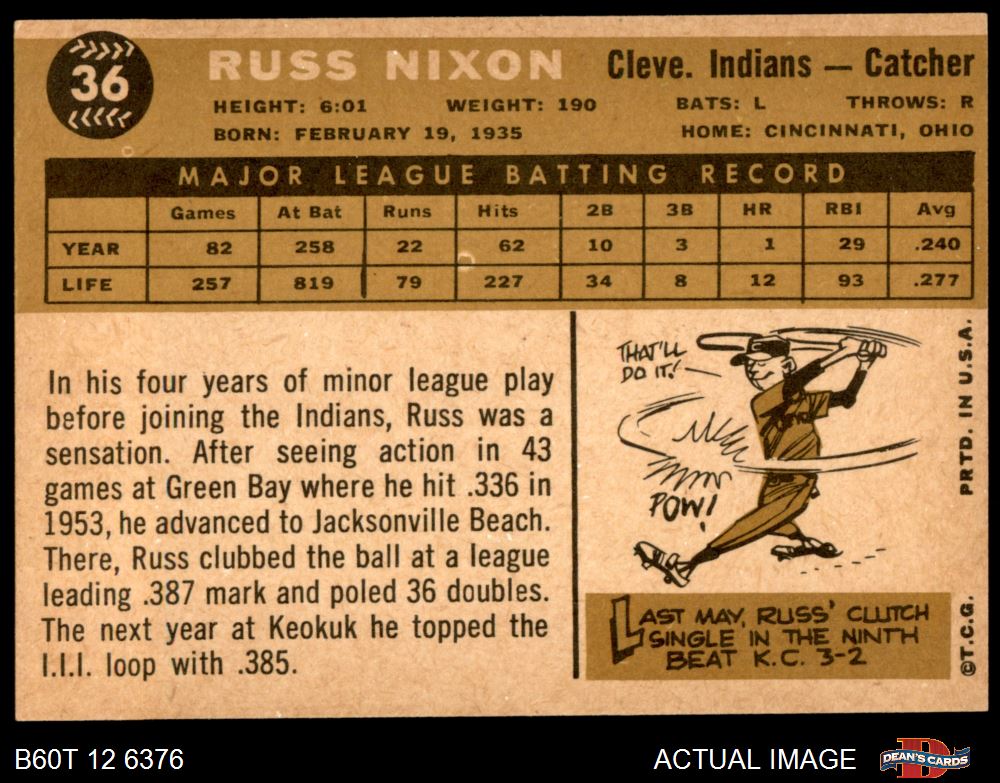 36
RUSS NIXON
Cleve. Indians — Catcher
HEIGHT: 6:01 WEIGHT: 190 BATS: L THROWS: R
BORN: FEBRUARY 19, 1935 HOME: CINCINNATI, OHIO
MAJOR LEAGUE BATTING RECORD
Games At Bat Runs Hits 2B 3B HR RBI Avg
YEAR 82 258 22 62 10 3 1 29 .240
LIFE 257 819 79 227 34 8 12 93 .277
In his four years of minor league play
before joining the Indians, Russ was a
sensation. After seeing action in 43
games at Green Bay where he hit .336 in
1953, he advanced to Jacksonville Beach.
There, Russ clubbed the ball at a league
leading .387 mark and poled 36 doubles.
The next year at Keokuk he topped the
I.I.I. loop with .385.
THAT'LL
DO IT!
POW!
LAST MAY, RUSS' CLUTCH
SINGLE IN THE NINTH
BEAT K.C. 3-2
©T.C.G. PRTD. IN U.S.A.
B60T 12 6376
ACTUAL IMAGE
DEAN'S CARDS